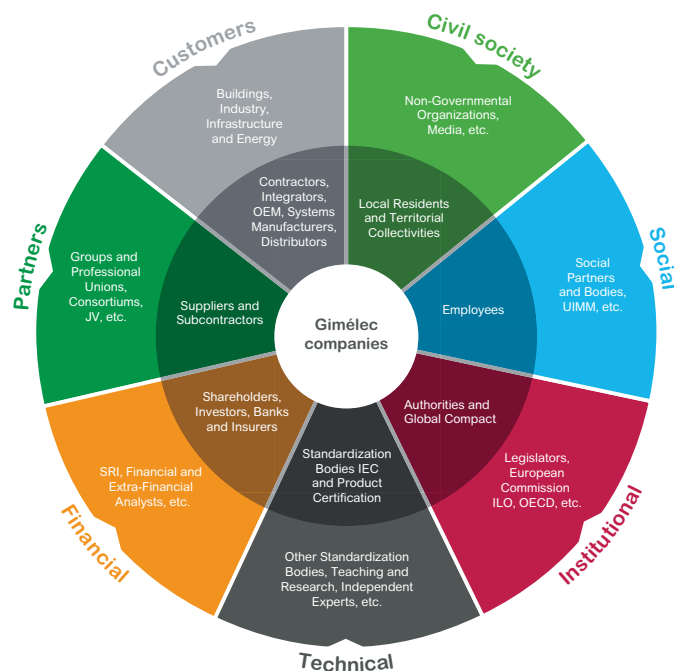 Customers
Civil society
Buildings,
Industry,
Infrastructure
and Energy
Non-Governmental
Organizations,
Media, etc.
Contractors,
Integrators,
OEM, Systems
Manufacturers,
Distributors
Local Residents
and Territorial
Collectivities
Partners
Social
Groups and
Professional
Unions,
Consortiums,
JV, etc.
Suppliers and
Subcontractors
Gimélec
companies
Employees
Social
Partners
and Bodies,
UIMM, etc.
Shareholders,
Investors, Banks
and Insurers
Authorities and
Global Compact
Standardization
Bodies IEC
and Product
Certification
SRI, Financial and
Extra-Financial
Analysts, etc.
Legislators,
European
Commission
ILO, OECD, etc.
Financial
Institutional
Other Standardization
Bodies, Teaching and
Research, Independent
Experts, etc.
Technical